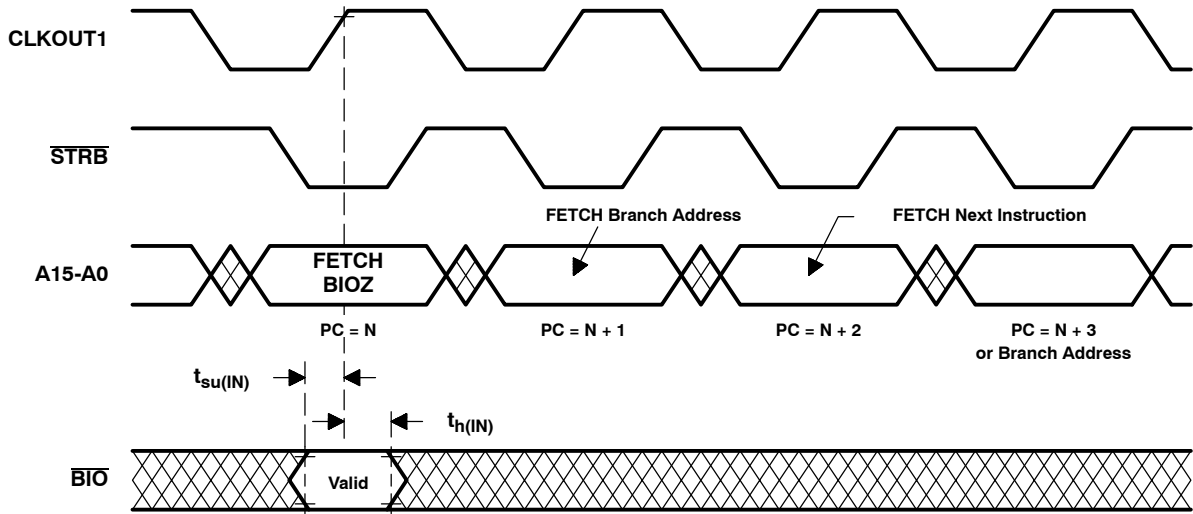 CLKOUT1
STRB
FETCH Branch Address
FETCH Next Instruction
A15-A0
FETCH
BIOZ
PC = N
PC = N + 1
PC = N + 2
PC = N + 3
or Branch Address
tsu(IN)
th(IN)
BIO
Valid